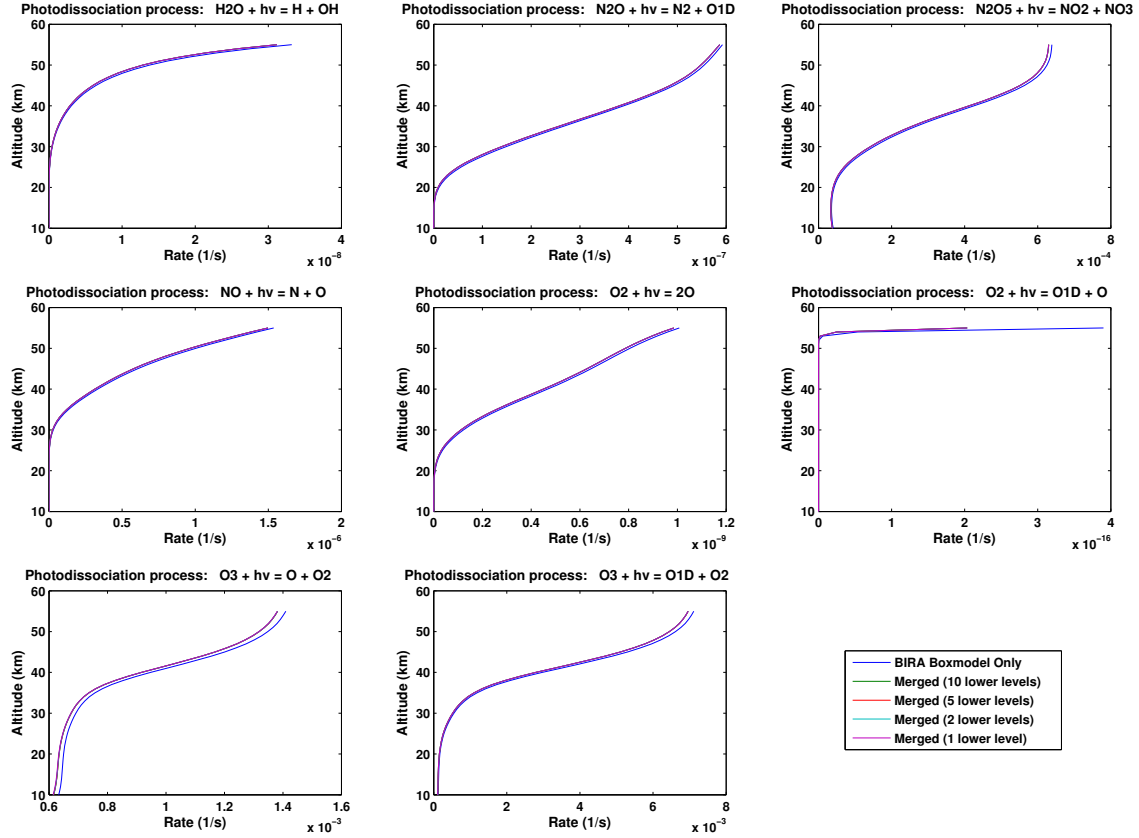 Photodissociation process: H2O + hv = H + OH
60
50
40
30
20
10
Altitude (km)
0 1 2 3 4
Rate (1/s)
x 10⁻⁸
Photodissociation process: N2O + hv = N2 + O1D
60
50
40
30
20
10
Altitude (km)
0 1 2 3 4 5 6
Rate (1/s)
x 10⁻⁷
Photodissociation process: N2O5 + hv = NO2 + NO3
60
50
40
30
20
10
Altitude (km)
0 2 4 6 8
Rate (1/s)
x 10⁻⁴
Photodissociation process: NO + hv = N + O
60
50
40
30
20
10
Altitude (km)
0 0.5 1 1.5 2
Rate (1/s)
x 10⁻⁶
Photodissociation process: O2 + hv = 2O
60
50
40
30
20
10
Altitude (km)
0 0.2 0.4 0.6 0.8 1 1.2
Rate (1/s)
x 10⁻⁹
Photodissociation process: O2 + hv = O1D + O
60
50
40
30
20
10
Altitude (km)
0 1 2 3 4
Rate (1/s)
x 10⁻¹⁶
Photodissociation process: O3 + hv = O + O2
60
50
40
30
20
10
Altitude (km)
0.6 0.8 1 1.2 1.4 1.6
Rate (1/s)
x 10⁻³
Photodissociation process: O3 + hv = O1D + O2
60
50
40
30
20
10
Altitude (km)
0 2 4 6 8
Rate (1/s)
x 10⁻³
BIRA Boxmodel Only
Merged (10 lower levels)
Merged (5 lower levels)
Merged (2 lower levels)
Merged (1 lower level)